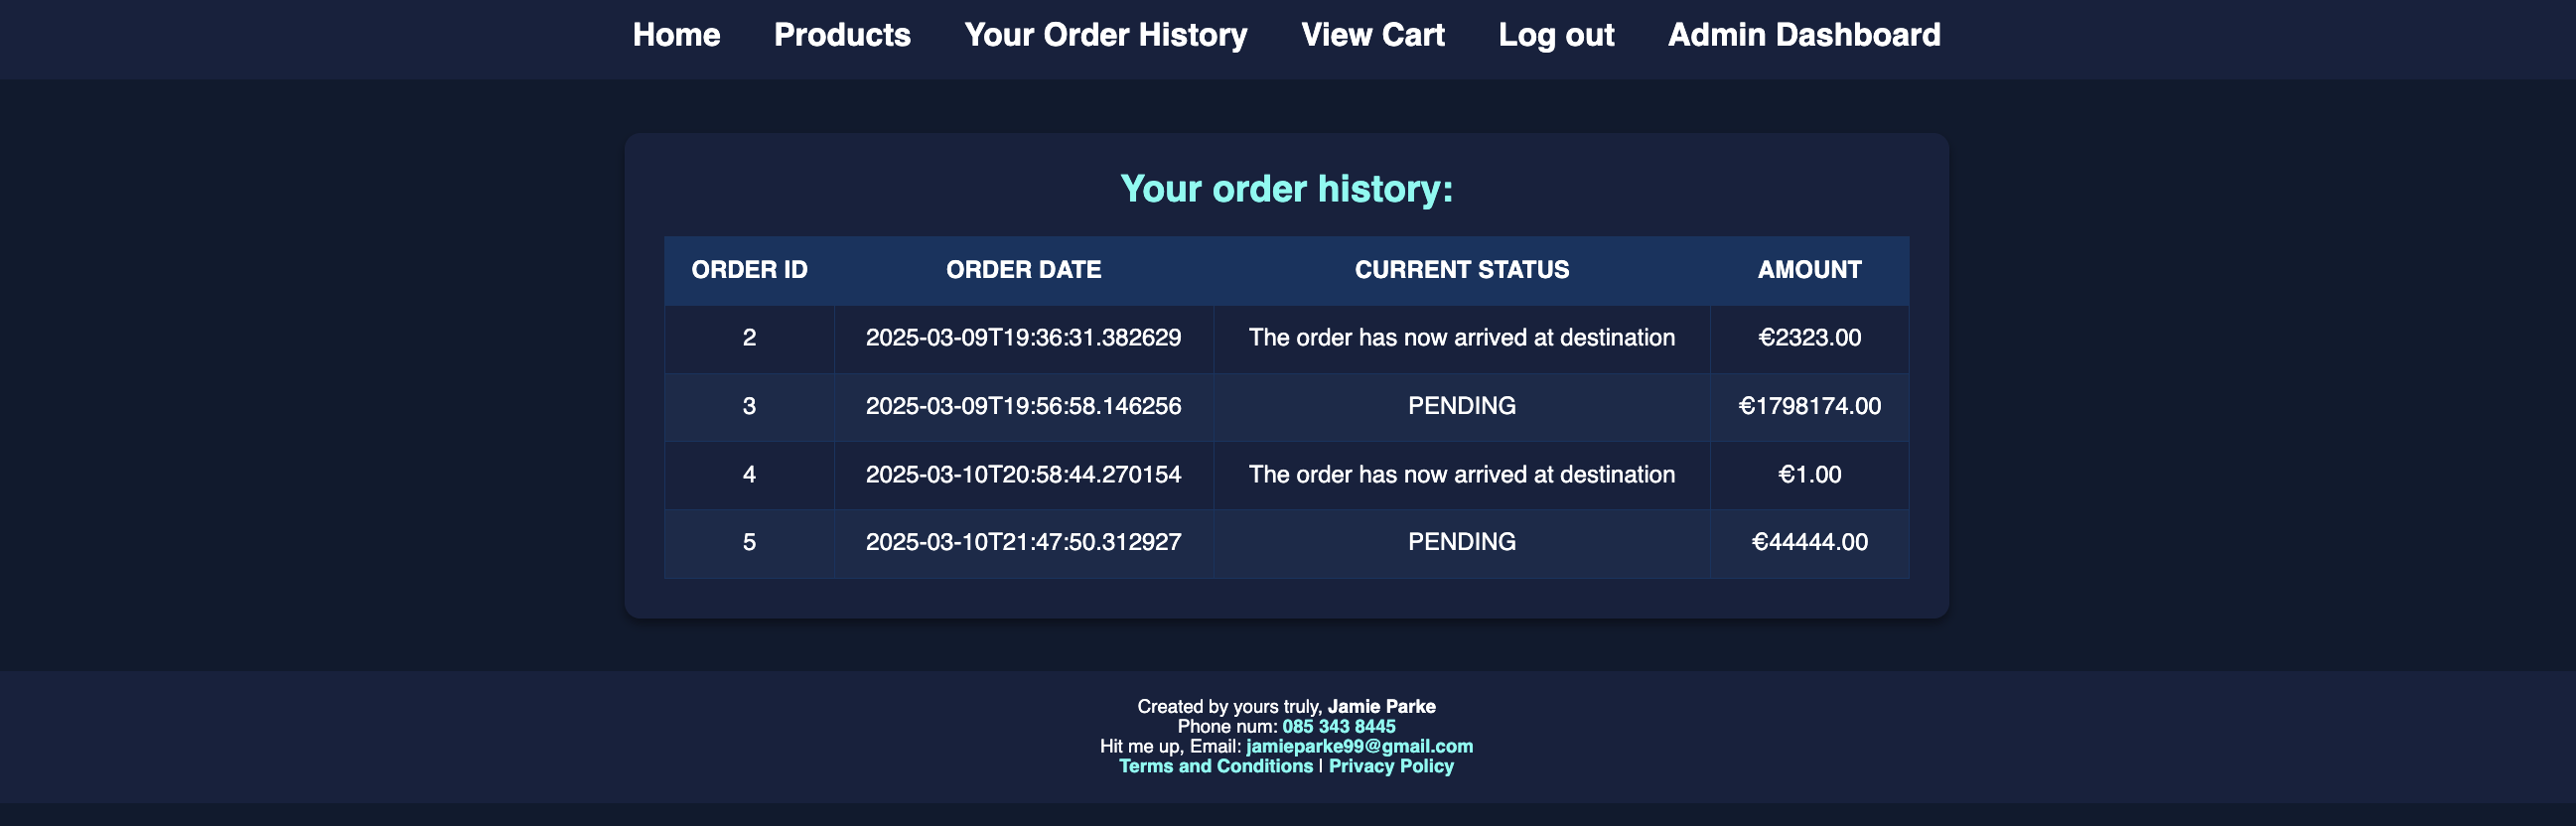 Home Products Your Order History View Cart Log out Admin Dashboard
Your order history:
ORDER ID ORDER DATE CURRENT STATUS AMOUNT
2 2025-03-09T19:36:31.382629 The order has now arrived at destination €2323.00
3 2025-03-09T19:56:58.146256 PENDING €1798174.00
4 2025-03-10T20:58:44.270154 The order has now arrived at destination €1.00
5 2025-03-10T21:47:50.312927 PENDING €44444.00
Created by yours truly, Jamie Parke
Phone num: 085 343 8445
Hit me up, Email: jamieparke99@gmail.com
Terms and Conditions | Privacy Policy